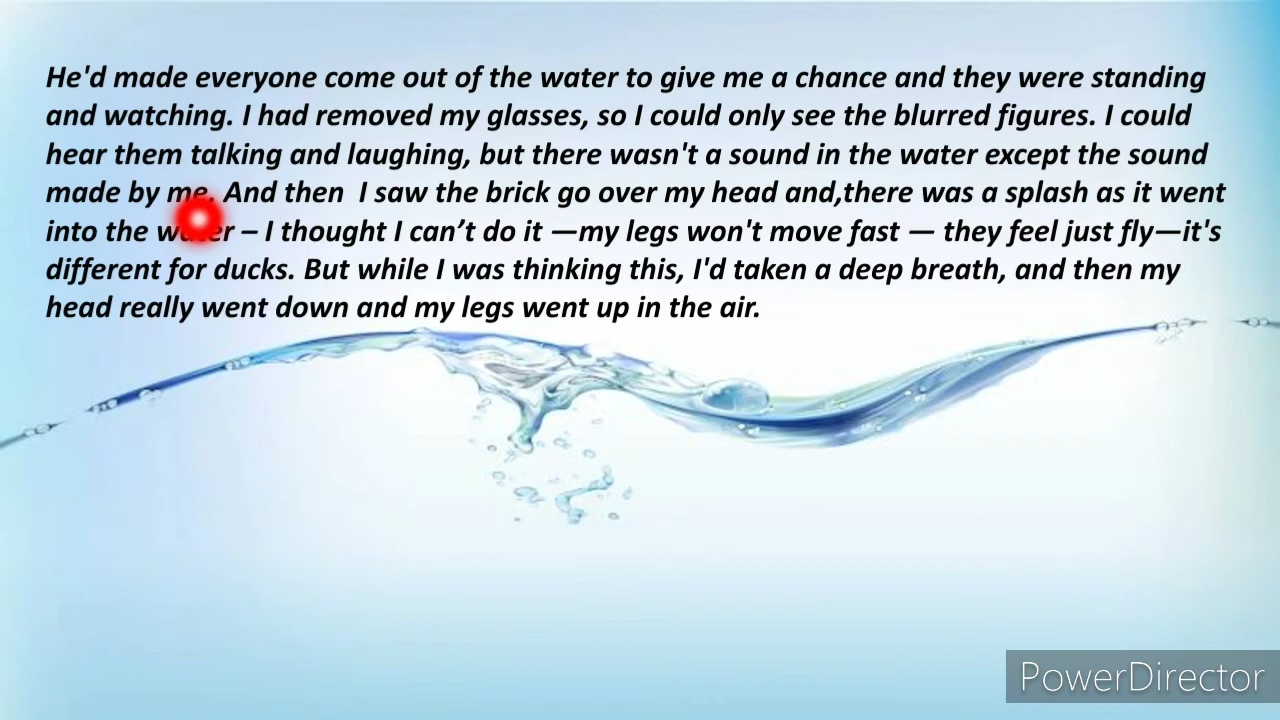 He'd made everyone come out of the water to give me a chance and they were standing
and watching. I had removed my glasses, so I could only see the blurred figures. I could
hear them talking and laughing, but there wasn't a sound in the water except the sound
made by me. And then  I saw the brick go over my head and,there was a splash as it went
into the water – I thought I can’t do it —my legs won't move fast — they feel just fly—it's
different for ducks. But while I was thinking this, I'd taken a deep breath, and then my
head really went down and my legs went up in the air.
PowerDirector